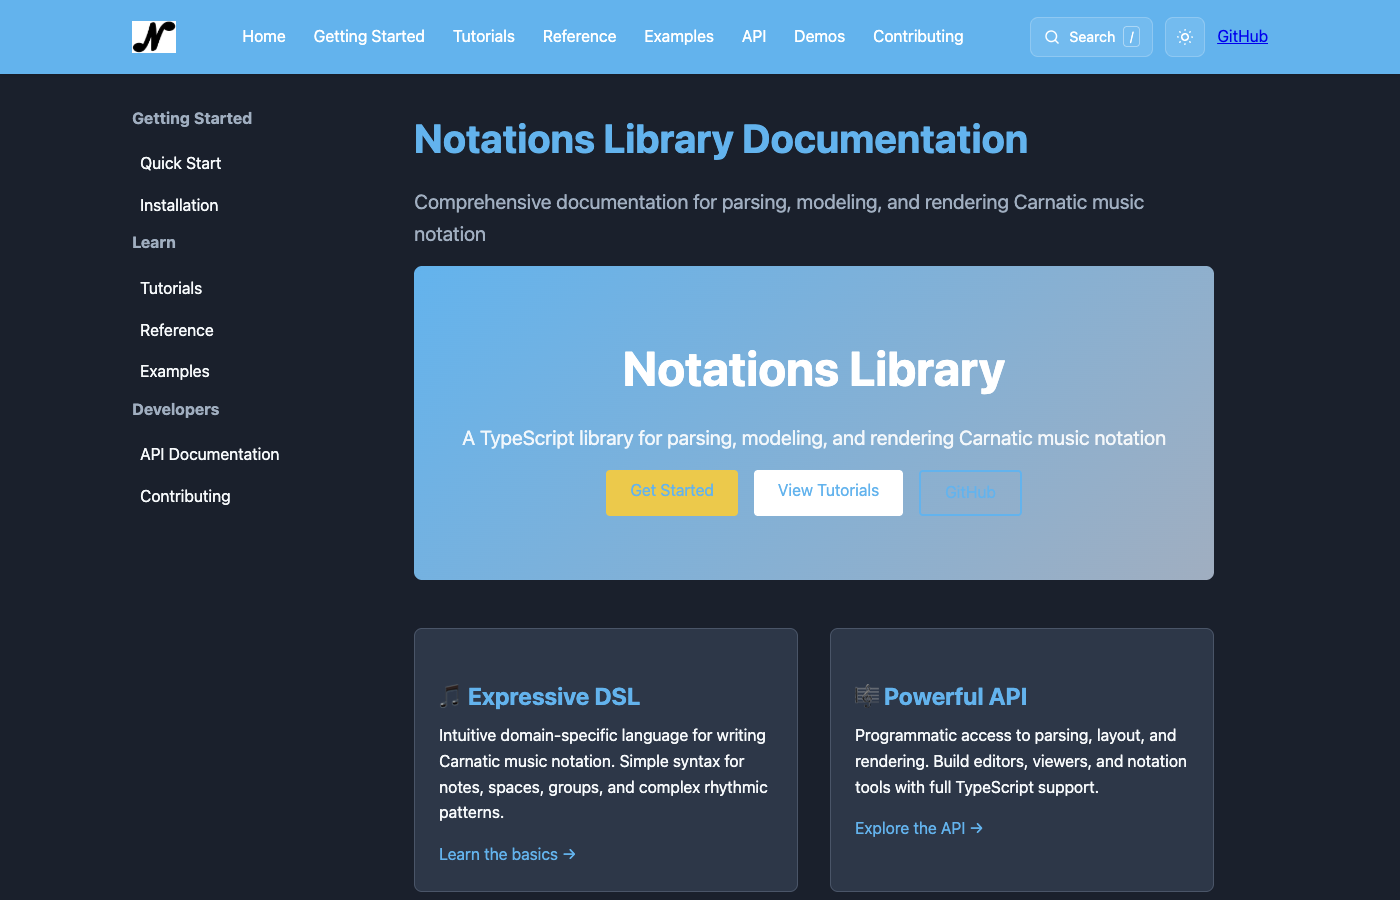 N
Home
Getting Started
Tutorials
Reference
Examples
API
Demos
Contributing
Search /
GitHub
Getting Started
Quick Start
Installation
Learn
Tutorials
Reference
Examples
Developers
API Documentation
Contributing
Notations Library Documentation
Comprehensive documentation for parsing, modeling, and rendering Carnatic music
notation
Notations Library
A TypeScript library for parsing, modeling, and rendering Carnatic music notation
Get Started
View Tutorials
GitHub
🎵 Expressive DSL
Intuitive domain-specific language for writing
Carnatic music notation. Simple syntax for
notes, spaces, groups, and complex rhythmic
patterns.
Learn the basics →
🎼 Powerful API
Programmatic access to parsing, layout, and
rendering. Build editors, viewers, and notation
tools with full TypeScript support.
Explore the API →